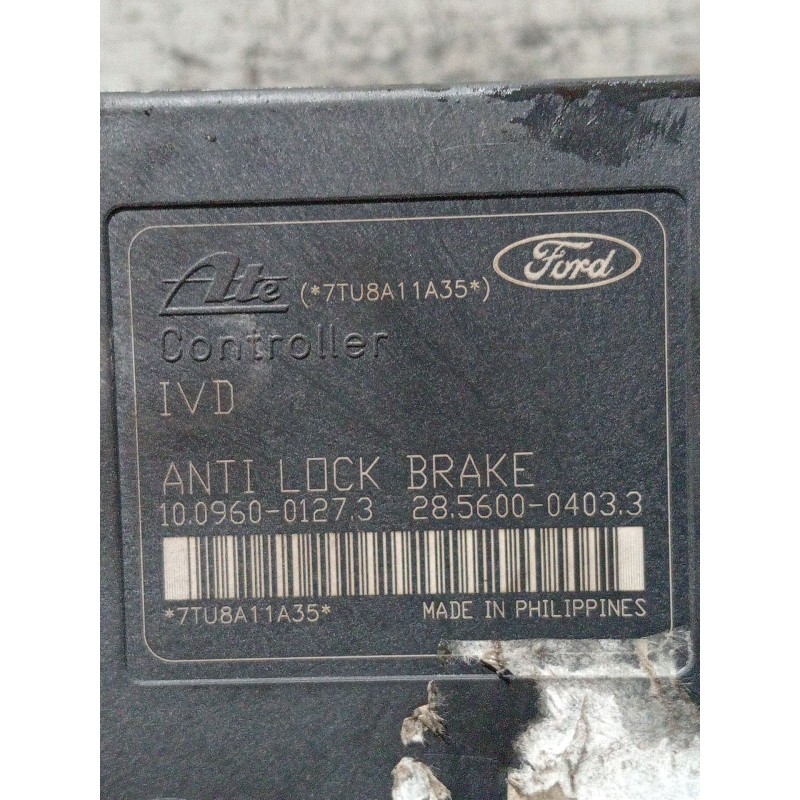 Ate (*7TU8A11A35*) Ford
Controller
IVD
ANTI LOCK BRAKE
10.0960-0127.3 28.5600-0403.3
*7TU8A11A35* MADE IN PHILIPPINES